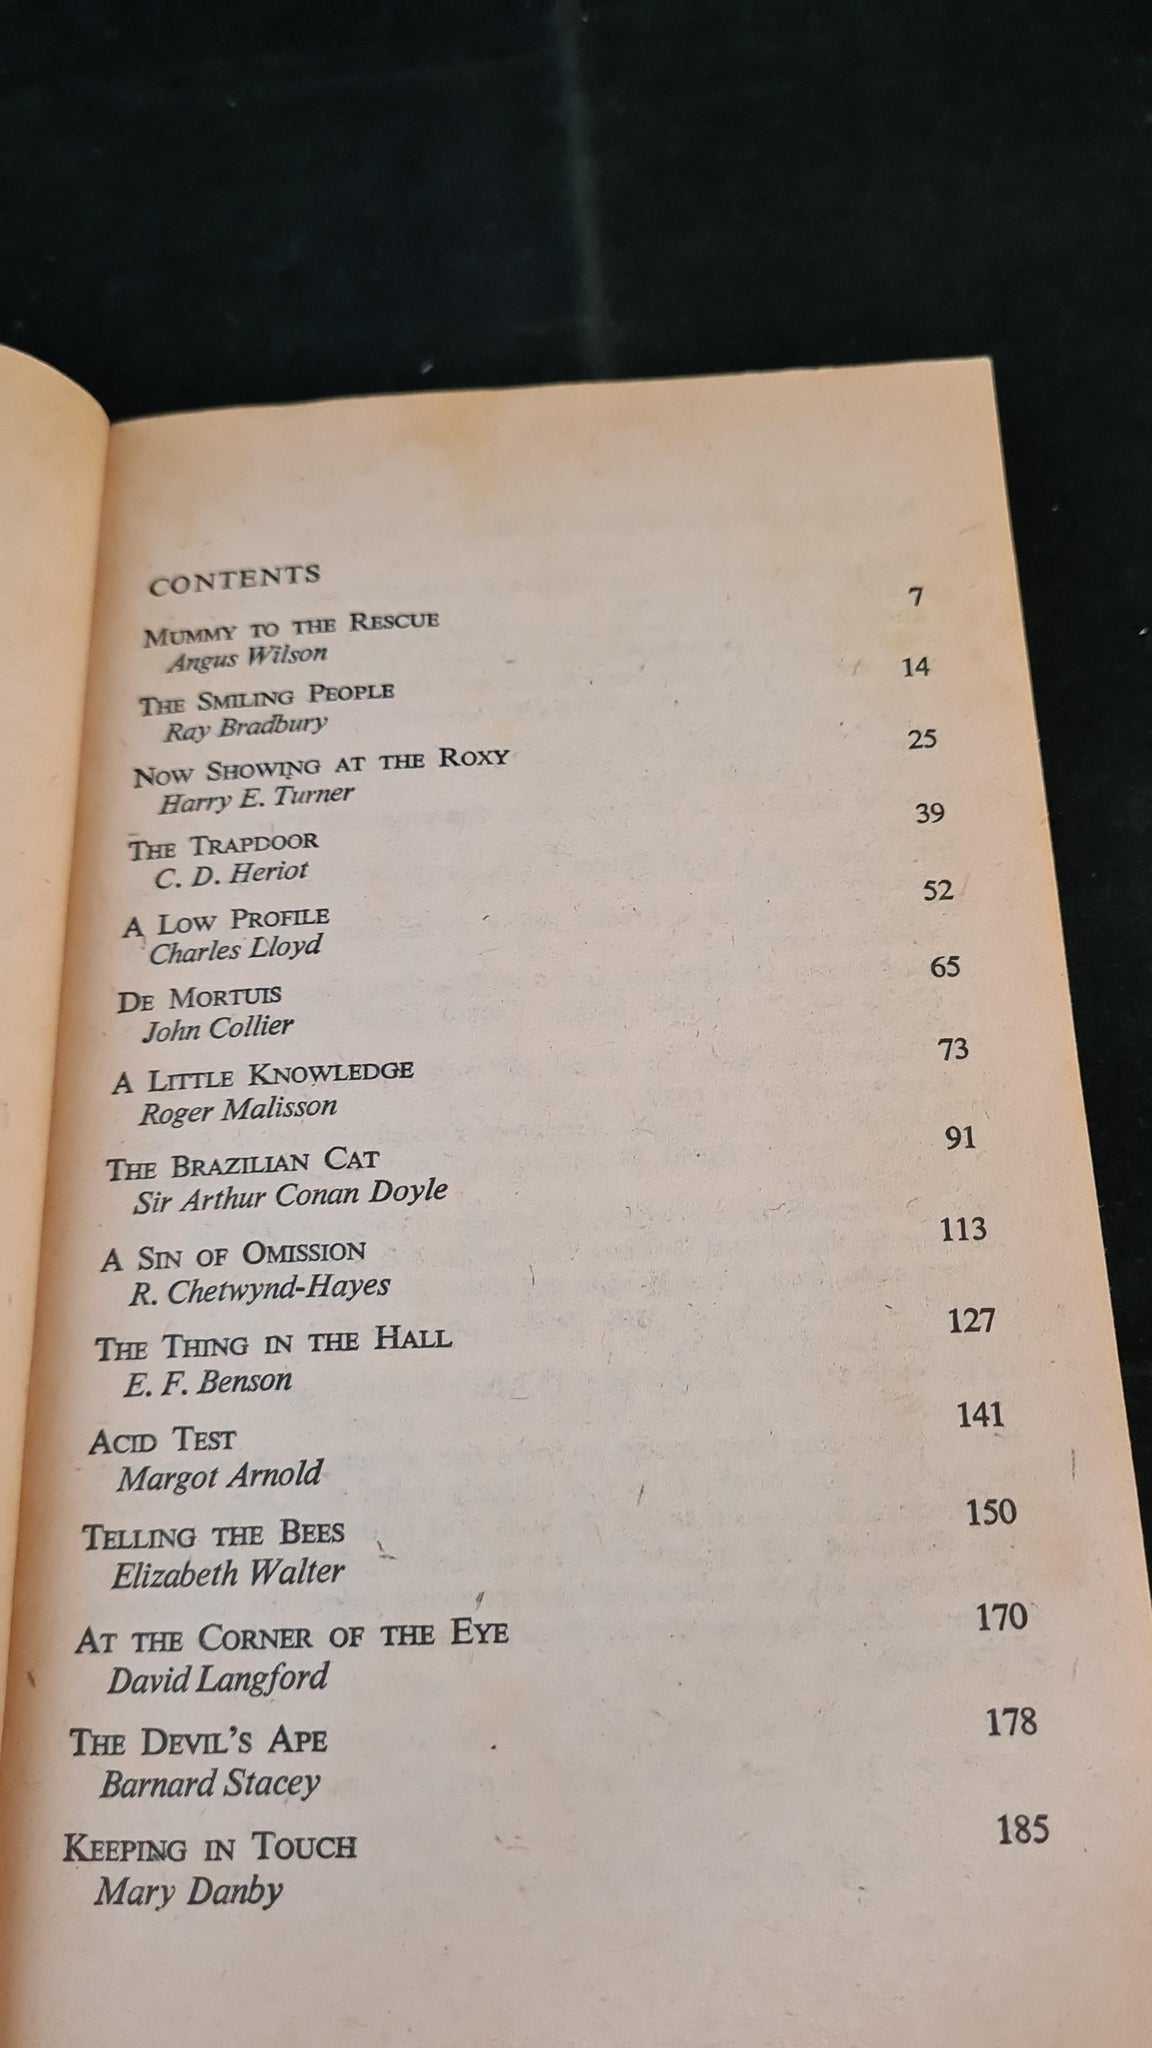 CONTENTS
MUMMY TO THE RESCUE 7
Angus Wilson
THE SMILING PEOPLE 14
Ray Bradbury
NOW SHOWING AT THE ROXY 25
Harry E. Turner
THE TRAPDOOR 39
C. D. Heriot
A LOW PROFILE 52
Charles Lloyd
DE MORTUIS 65
John Collier
A LITTLE KNOWLEDGE 73
Roger Malisson
THE BRAZILIAN CAT 91
Sir Arthur Conan Doyle
A SIN OF OMISSION 113
R. Chetwynd-Hayes
THE THING IN THE HALL 127
E. F. Benson
ACID TEST 141
Margot Arnold
TELLING THE BEES 150
Elizabeth Walter
AT THE CORNER OF THE EYE 170
David Langford
THE DEVIL'S APE 178
Barnard Stacey
KEEPING IN TOUCH 185
Mary Danby